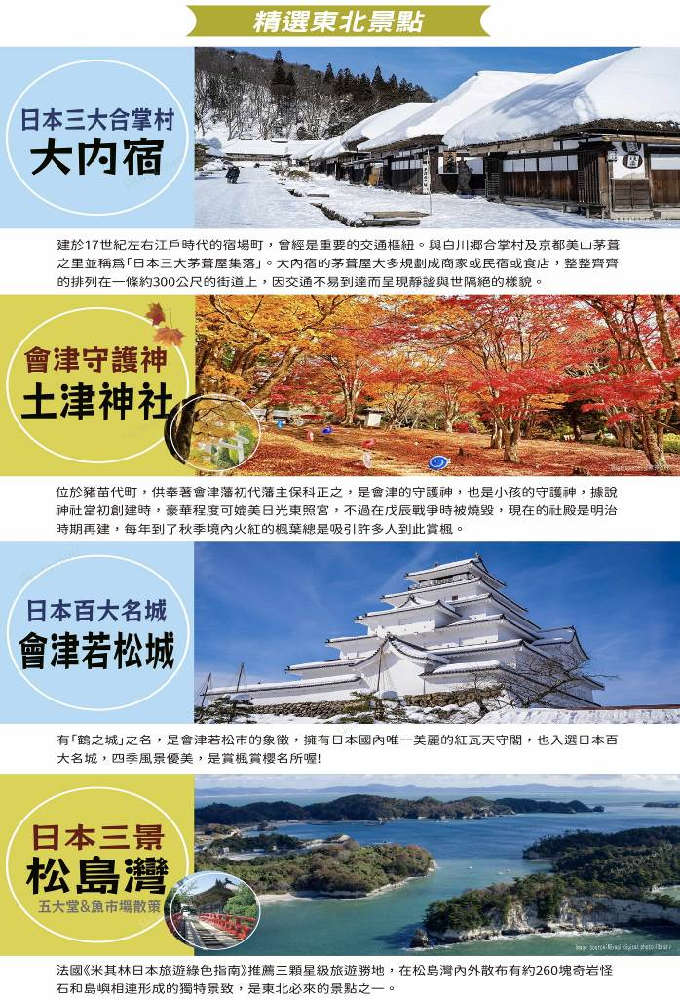 精選東北景點
日本三大合掌村
大內宿
建於17世紀左右江戶時代的宿場町，曾經是重要的交通樞紐。與白川鄉合掌村及京都美山茅葺
之里並稱為「日本三大茅葺屋集落」。大內宿的茅葺屋大多規劃成商家或民宿或食店，整整齊齊
的排列在一條約300公尺的街道上，因交通不易到達而呈現靜謐與世隔絕的樣貌。
會津守護神
土津神社
位於豬苗代町，供奉著會津藩初代藩主保科正之，是會津的守護神，也是小孩的守護神，據說
神社當初創建時，豪華程度可媲美日光東照宮，不過在戊辰戰爭時被燒毀，現在的社殿是明治
時期再建，每年到了秋季境內火紅的楓葉總是吸引許多人到此賞楓。
日本百大名城
會津若松城
有「鶴之城」之名，是會津若松市的象徵，擁有日本國內唯一美麗的紅瓦天守閣，也入選日本百
大名城，四季風景優美，是賞楓賞櫻名所喔!
日本三景
松島灣
五大堂&魚市場散策
image source:Miyagi digital photo library
法國《米其林日本旅遊綠色指南》推薦三顆星級旅遊勝地，在松島灣內外散布有約260塊奇岩怪
石和島嶼相連形成的獨特景致，是東北必來的景點之一。